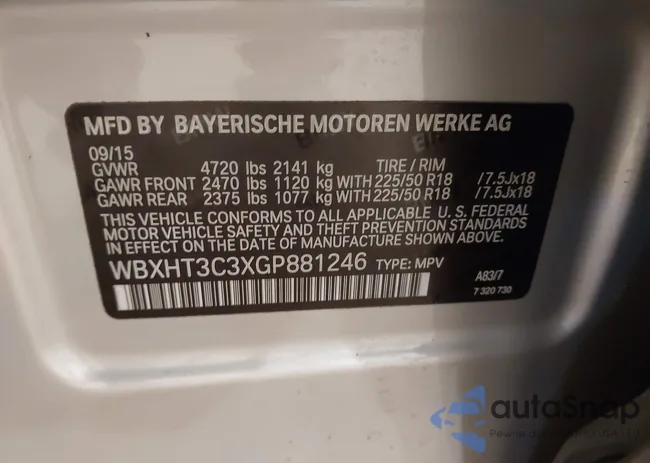 MFD BY BAYERISCHE MOTOREN WERKE AG
09/15
GVWR 4720 lbs 2141 kg TIRE / RIM
GAWR FRONT 2470 lbs 1120 kg WITH 225/50 R18 /7.5Jx18
GAWR REAR 2375 lbs 1077 kg WITH 225/50 R18 /7.5Jx18
THIS VEHICLE CONFORMS TO ALL APPLICABLE U. S. FEDERAL
MOTOR VEHICLE SAFETY AND THEFT PREVENTION
STANDARDS IN EFFECT ON THE DATE OF MANUFACTURE SHOWN ABOVE.
WBXHT3C3XGP881246 TYPE: MPV
A83/7
7 320 730
autoSnap